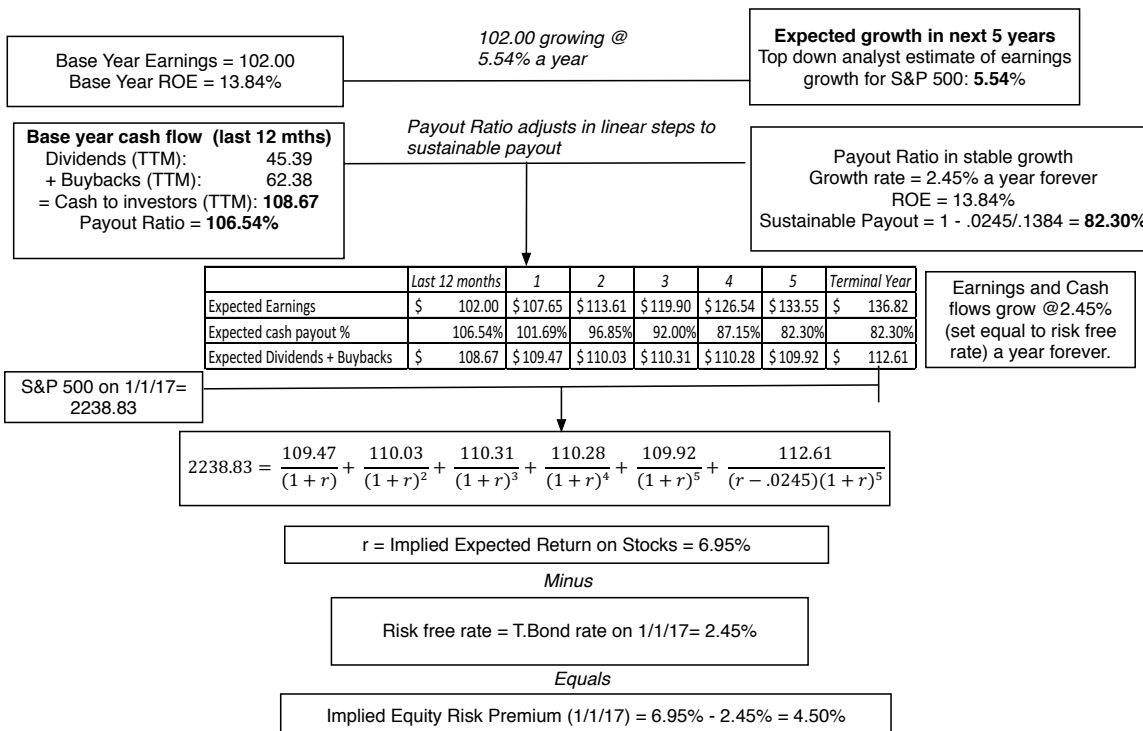 Base Year Earnings = 102.00
Base Year ROE = 13.84%
102.00 growing @
5.54% a year
Expected growth in next 5 years
Top down analyst estimate of earnings
growth for S&P 500: 5.54%
Base year cash flow (last 12 mths)
Dividends (TTM): 45.39
+ Buybacks (TTM): 62.38
= Cash to investors (TTM): 108.67
Payout Ratio = 106.54%
Payout Ratio adjusts in linear steps to
sustainable payout
Payout Ratio in stable growth
Growth rate = 2.45% a year forever
ROE = 13.84%
Sustainable Payout = 1 - .0245/.1384 = 82.30%
Last 12 months 1 2 3 4 5 Terminal Year
Expected Earnings $ 102.00 $107.65 $113.61 $119.90 $126.54 $133.55 $ 136.82
Expected cash payout % 106.54% 101.69% 96.85% 92.00% 87.15% 82.30% 82.30%
Expected Dividends + Buybacks $ 108.67 $109.47 $110.03 $110.31 $110.28 $109.92 $ 112.61
Earnings and Cash
flows grow @2.45%
(set equal to risk free
rate) a year forever.
S&P 500 on 1/1/17=
2238.83
2238.83 = 109.47/(1 + r) + 110.03/(1 + r)² + 110.31/(1 + r)³ + 110.28/(1 + r)⁴ + 109.92/(1 + r)⁵ + 112.61/(r − .0245)(1 + r)⁵
r = Implied Expected Return on Stocks = 6.95%
Minus
Risk free rate = T.Bond rate on 1/1/17= 2.45%
Equals
Implied Equity Risk Premium (1/1/17) = 6.95% - 2.45% = 4.50%